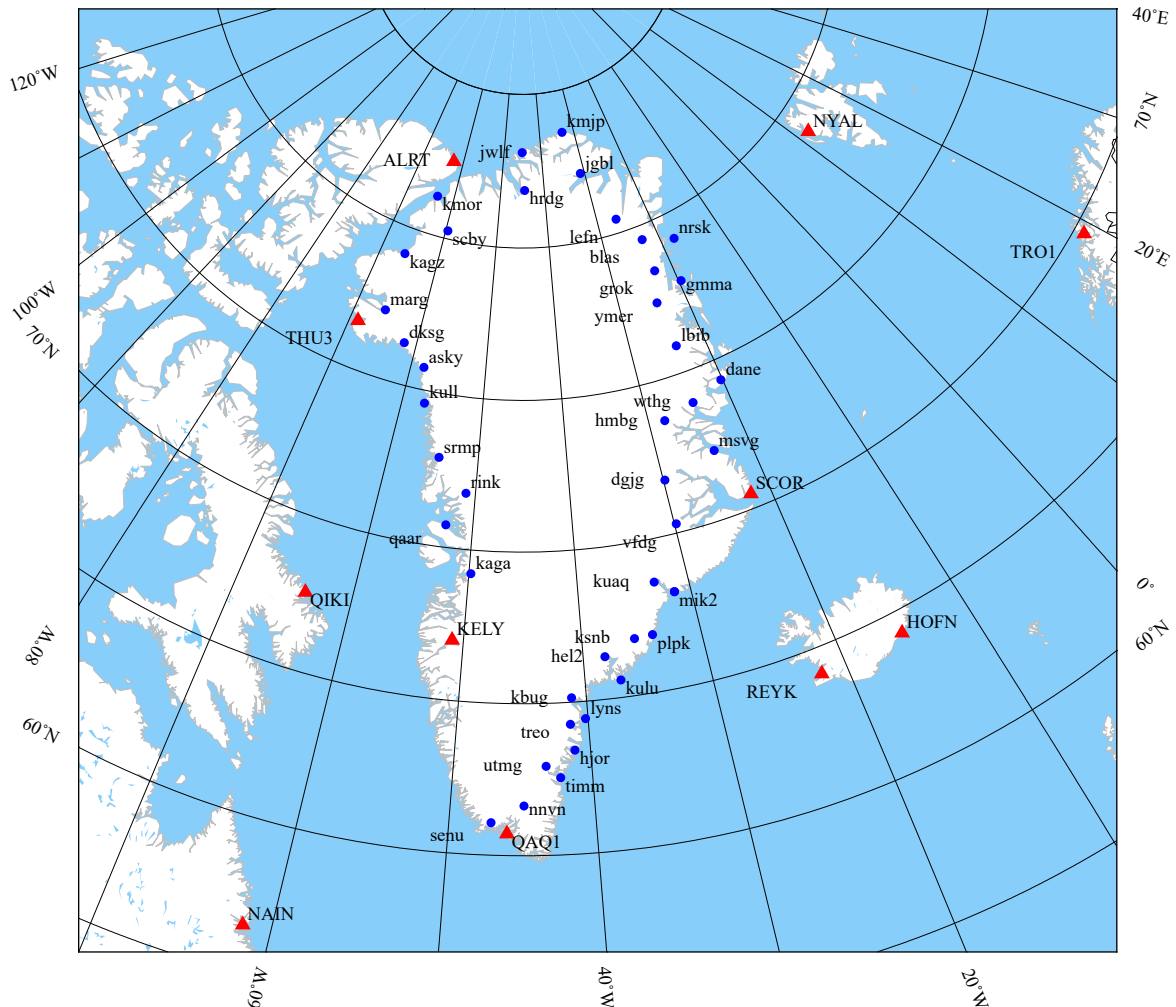 40°E
120°W
NYAL
70°N
kmjp
jwlf
ALRT
jgbl
hrdg
kmor
scby
lefn
nrsk
TRO1
20°E
kagz
blas
grok
gmma
100°W
marg
ymer
THU3
70°N
dksg
lbib
asky
dane
kull
wthg
hmbg
msvg
srmp
dgjg
SCOR
rink
qaar
vfdg
kaga
kuaq
0°
QIKI
mik2
80°W
KELY
HOFN
60°N
ksnb
plpk
hel2
kulu
REYK
kbug
lyns
60°N
treo
utmg
hjor
timm
nnvn
senu
QAQ1
NAIN
60°W
40°W
20°W